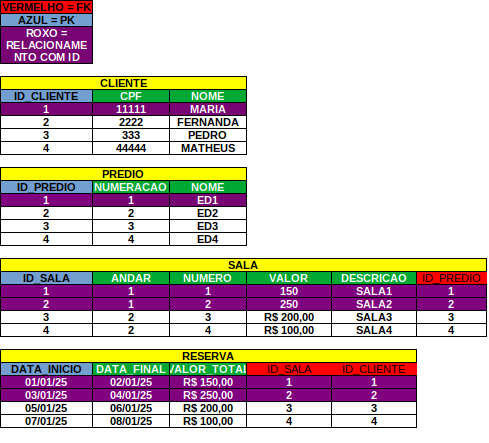 VERMELHO = FK
AZUL = PK
ROXO =
RELACIONAME
NTO COM ID
CLIENTE
ID_CLIENTE CPF NOME
1 11111 MARIA
2 2222 FERNANDA
3 333 PEDRO
4 44444 MATHEUS
PREDIO
ID_PREDIO NUMERACAO NOME
1 1 ED1
2 2 ED2
3 3 ED3
4 4 ED4
SALA
ID_SALA ANDAR NUMERO VALOR DESCRICAO ID_PREDIO
1 1 1 150 SALA1 1
2 1 2 250 SALA2 2
3 2 3 R$ 200,00 SALA3 3
4 2 4 R$ 100,00 SALA4 4
RESERVA
DATA_INICIO DATA_FINAL VALOR_TOTAL ID_SALA ID_CLIENTE
01/01/25 02/01/25 R$ 150,00 1 1
03/01/25 04/01/25 R$ 250,00 2 2
05/01/25 06/01/25 R$ 200,00 3 3
07/01/25 08/01/25 R$ 100,00 4 4